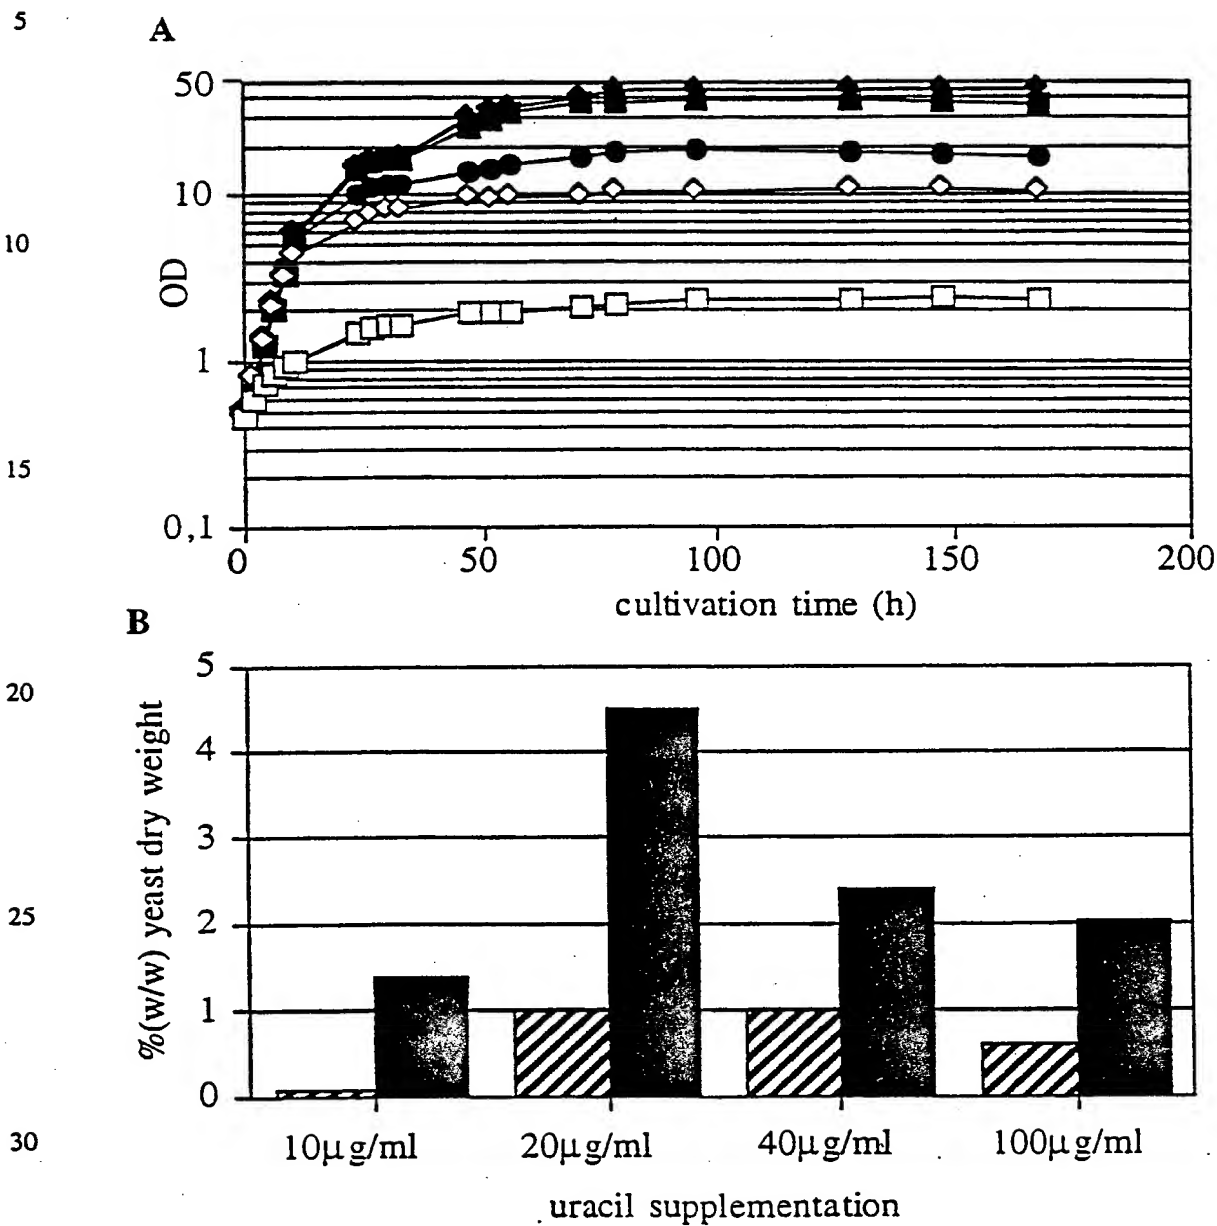 5
A
50
10
10
OD
1
15
0,1
0 50 100 150 200
cultivation time (h)
B
5
20
4
%(w/w) yeast dry weight
3
25
2
1
0
30
10µg/ml 20µg/ml 40µg/ml 100µg/ml
uracil supplementation